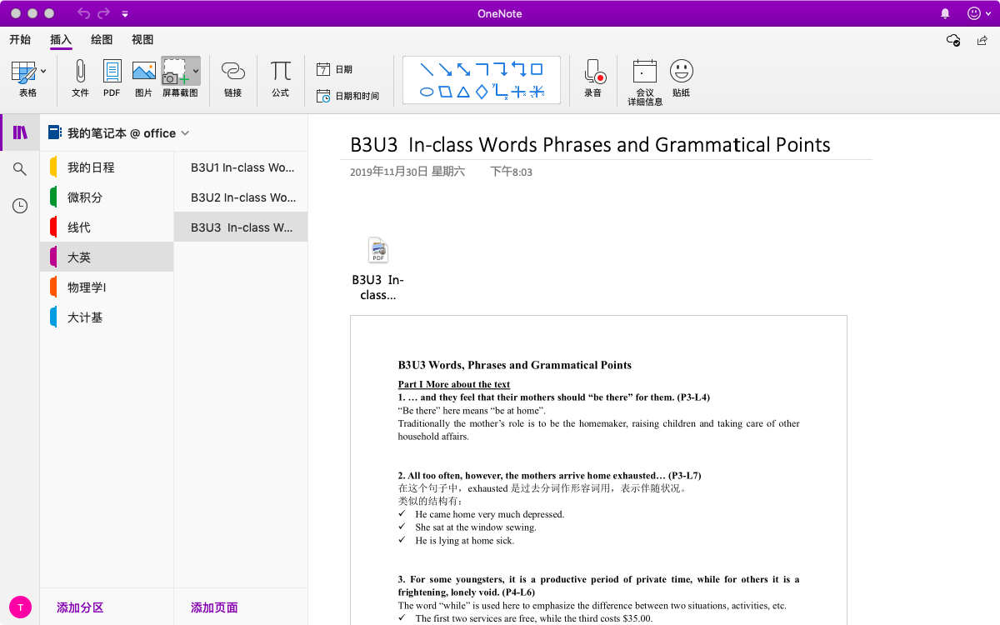 OneNote
开始 插入 绘图 视图
表格
文件
PDF
图片
屏幕截图
链接
公式
7 日期
日期和时间
录音
会议
详细信息
贴纸
我的笔记本 @ office
我的日程
微积分
线代
大英
物理学I
大计基
B3U1 In-class Wo...
B3U2 In-class Wo...
B3U3 In-class W...
B3U3 In-class Words Phrases and Grammatical Points
2019年11月30日 星期六 下午8:03
PDF
B3U3 In-
class...
B3U3 Words, Phrases and Grammatical Points
Part I More about the text
1. … and they feel that their mothers should “be there” for them. (P3-L4)
“Be there” here means “be at home”.
Traditionally the mother’s role is to be the homemaker, raising children and taking care of other
household affairs.
2. All too often, however, the mothers arrive home exhausted… (P3-L7)
在这个句子中，exhausted 是过去分词作形容词用，表示伴随状况。
类似的结构有：
✓ He came home very much depressed.
✓ She sat at the window sewing.
✓ He is lying at home sick.
3. For some youngsters, it is a productive period of private time, while for others it is a
frightening, lonely void. (P4-L6)
The word “while” is used here to emphasize the difference between two situations, activities, etc.
✓ The first two services are free, while the third costs $35.00.
T
添加分区
添加页面